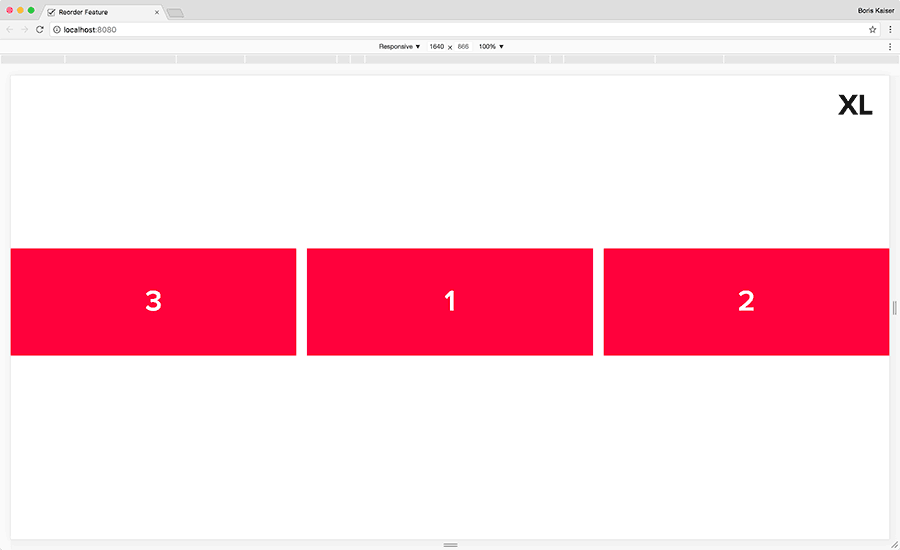 Reorder Feature
Boris Kaiser
localhost:8080
Responsive ▼ 1640 x 866 100% ▼
XL
3 1 2